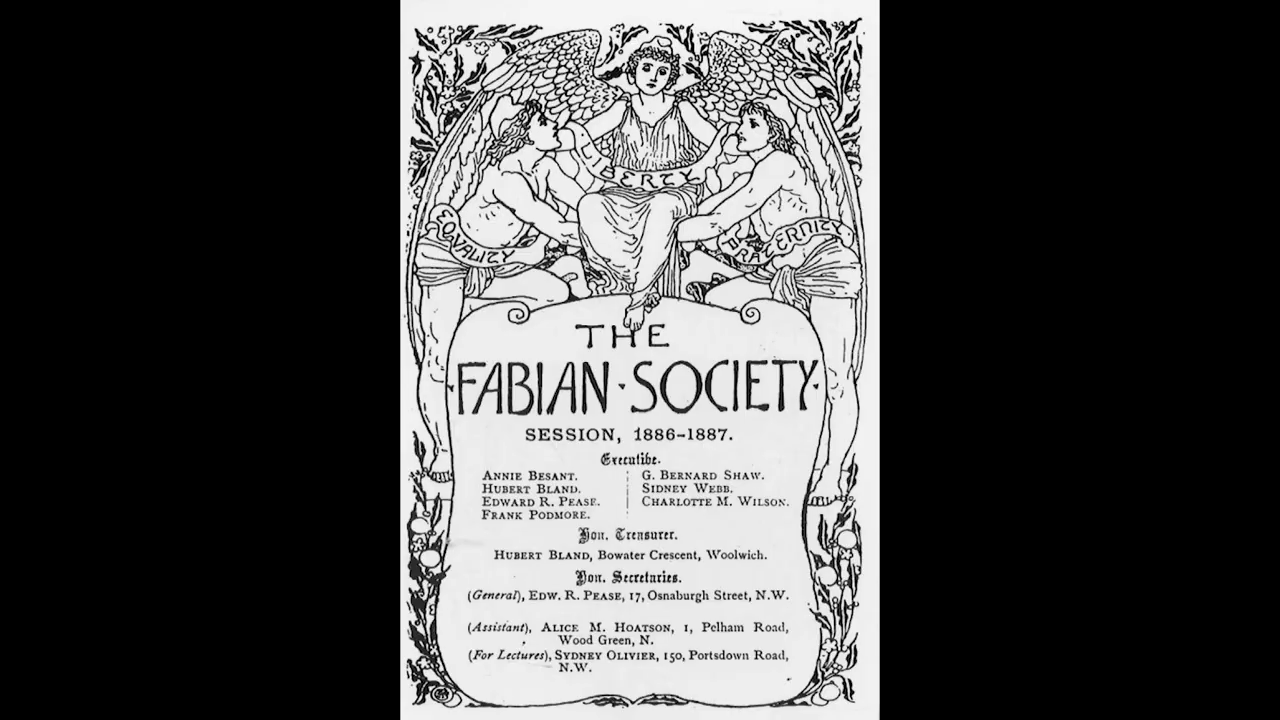 LIBERTY
EQVALITY
FRATERNITY
THE
FABIAN · SOCIETY ·
SESSION, 1886–1887.
Executive.
ANNIE BESANT. G. BERNARD SHAW.
HUBERT BLAND. SIDNEY WEBB.
EDWARD R. PEASE. CHARLOTTE M. WILSON.
FRANK PODMORE.
Hon. Treasurer.
HUBERT BLAND, Bowater Crescent, Woolwich.
Hon. Secretaries.
(General), EDW. R. PEASE, 17, Osnaburgh Street, N.W.
(Assistant), ALICE M. HOATSON, 1, Pelham Road,
Wood Green, N.
(For Lectures), SYDNEY OLIVIER, 150, Portsdown Road,
N.W.